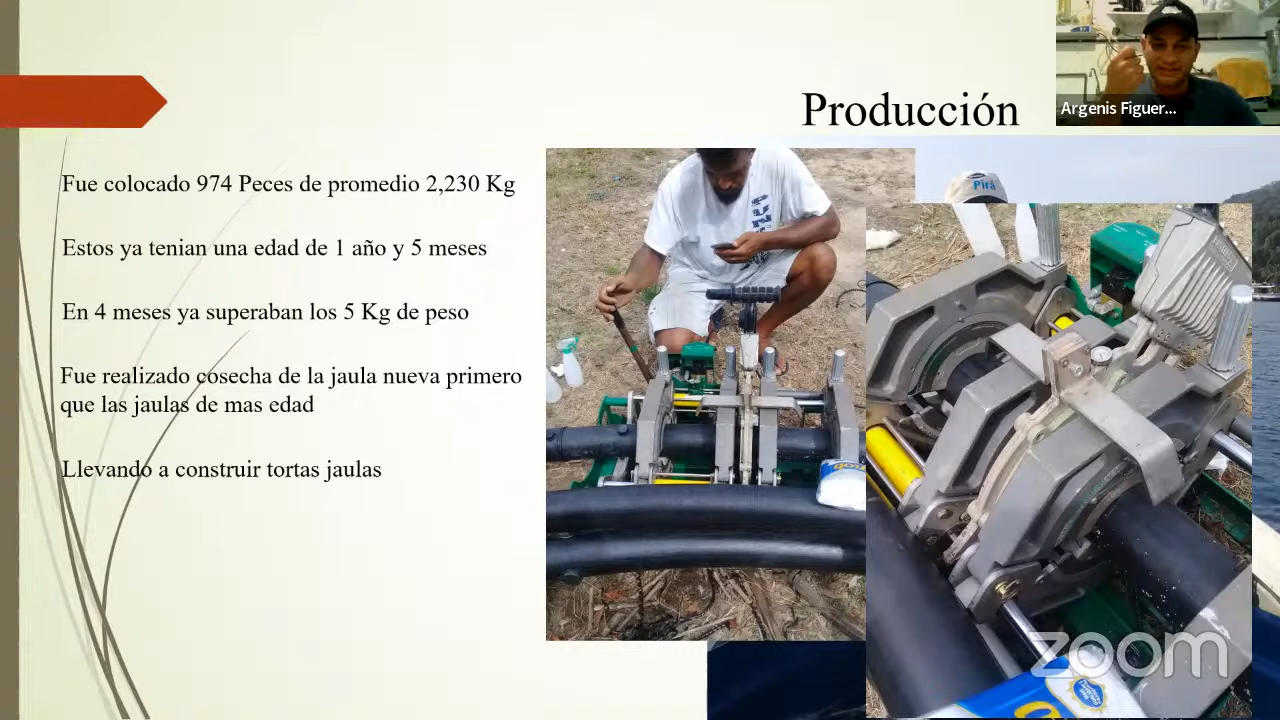 Producción
Argenis Figuer...
Fue colocado 974 Peces de promedio 2,230 Kg
Estos ya tenian una edad de 1 año y 5 meses
En 4 meses ya superaban los 5 Kg de peso
Fue realizado cosecha de la jaula nueva primero
que las jaulas de mas edad
Llevando a construir tortas jaulas
Pirá
zoom